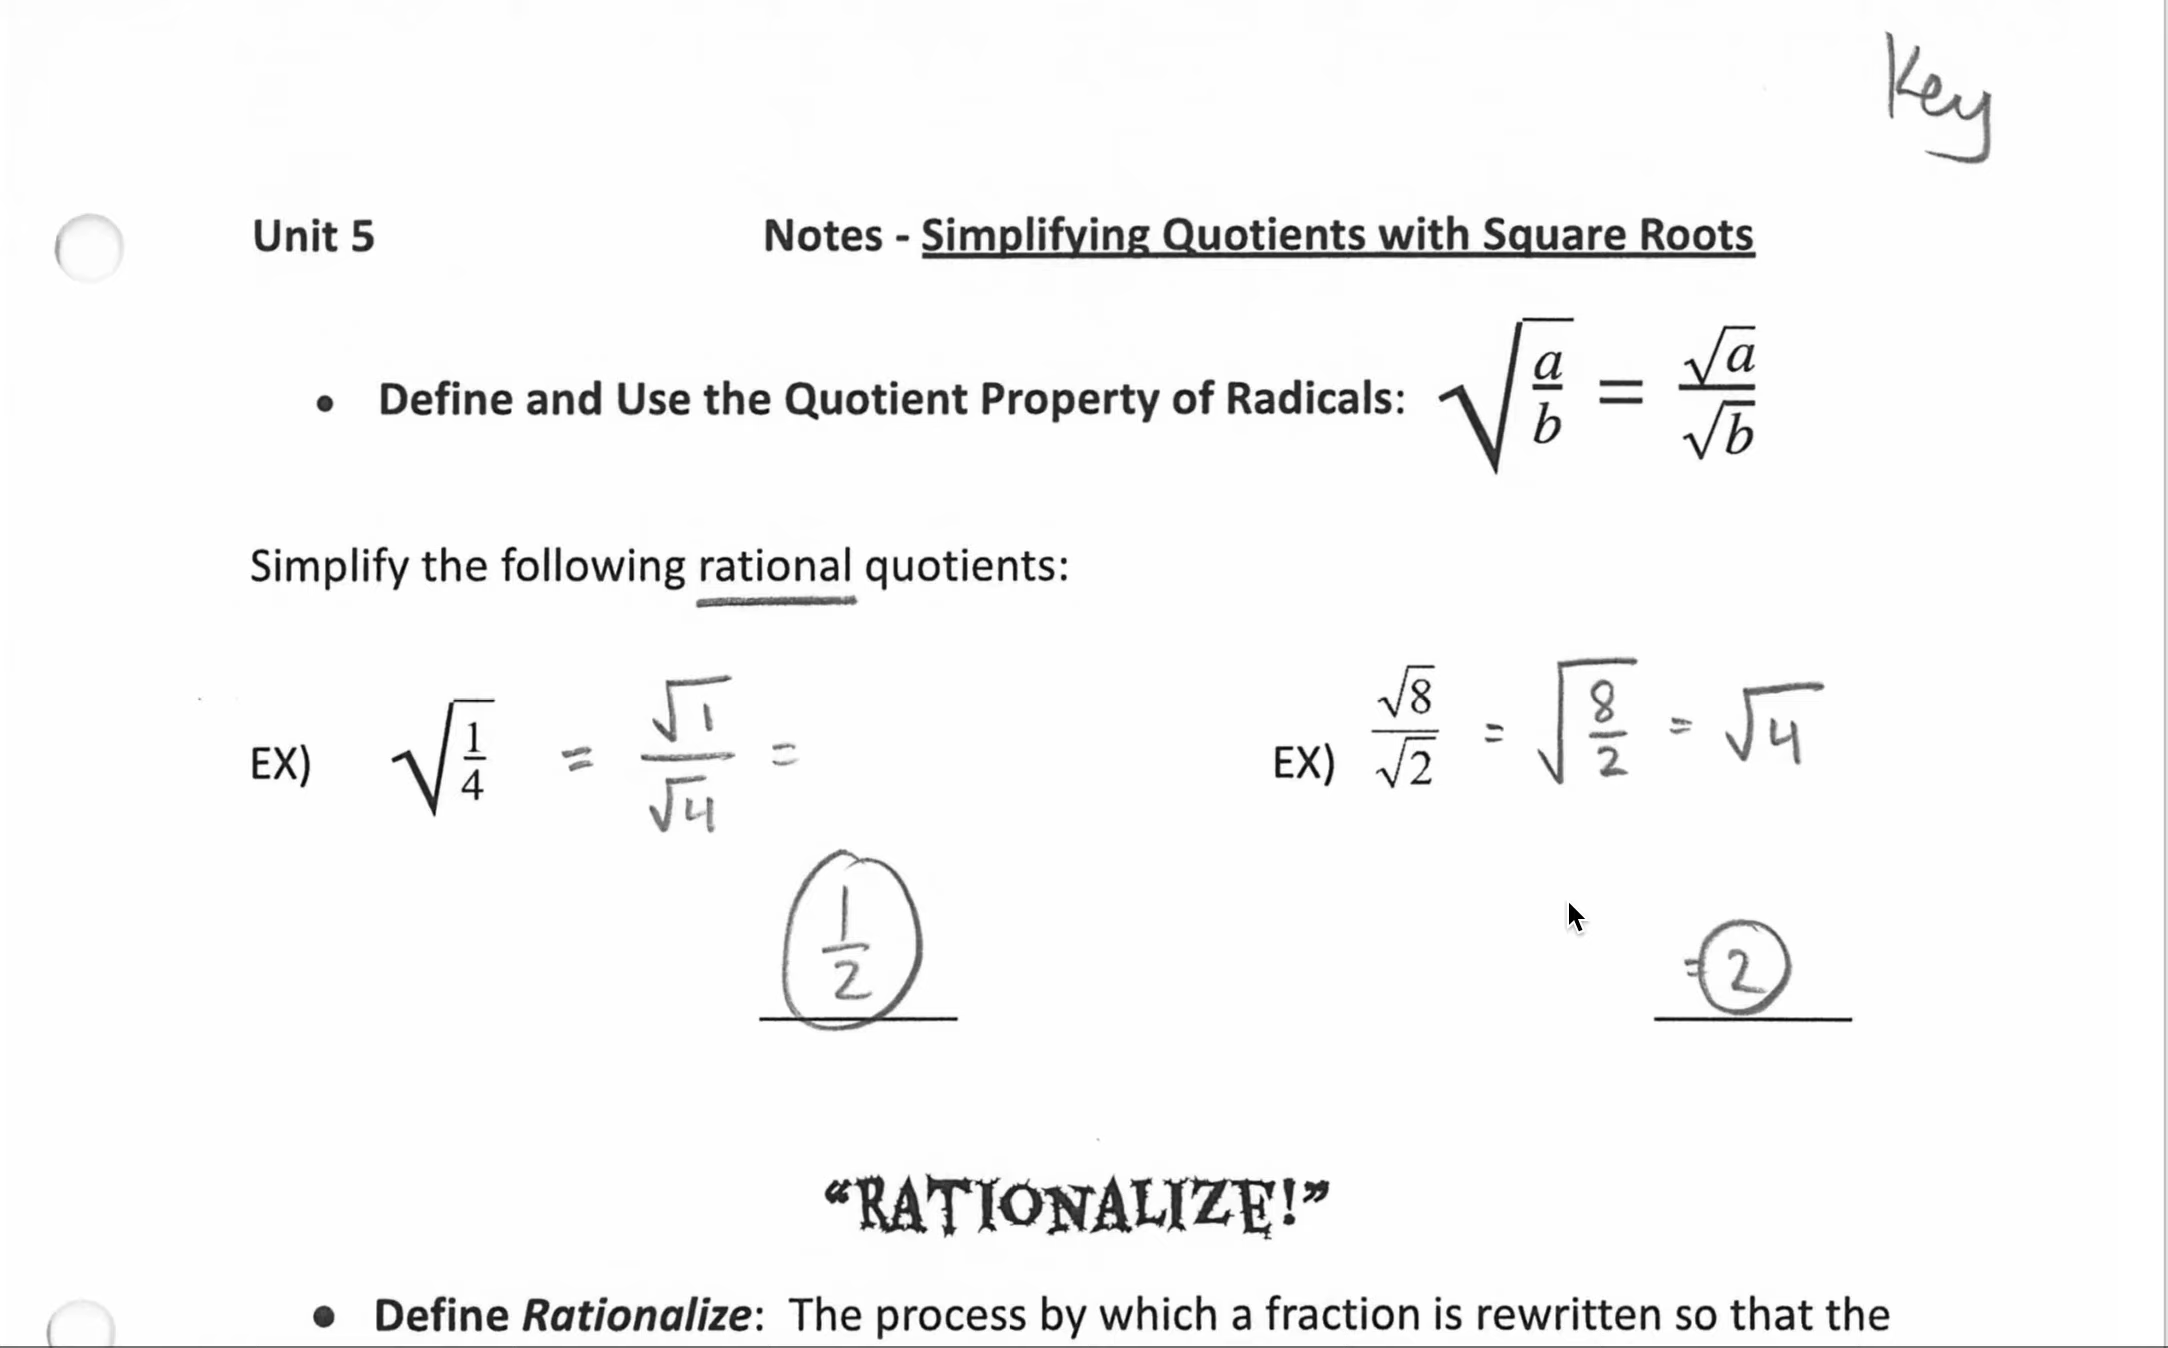 Key
Unit 5 Notes - Simplifying Quotients with Square Roots
• Define and Use the Quotient Property of Radicals: √(a/b) = √a/√b
Simplify the following rational quotients:
EX) √(1/4) = √1/√4 =
1/2
EX) √8/√2 = √(8/2) = √4
= 2
“RATIONALIZE!”
• Define Rationalize: The process by which a fraction is rewritten so that the